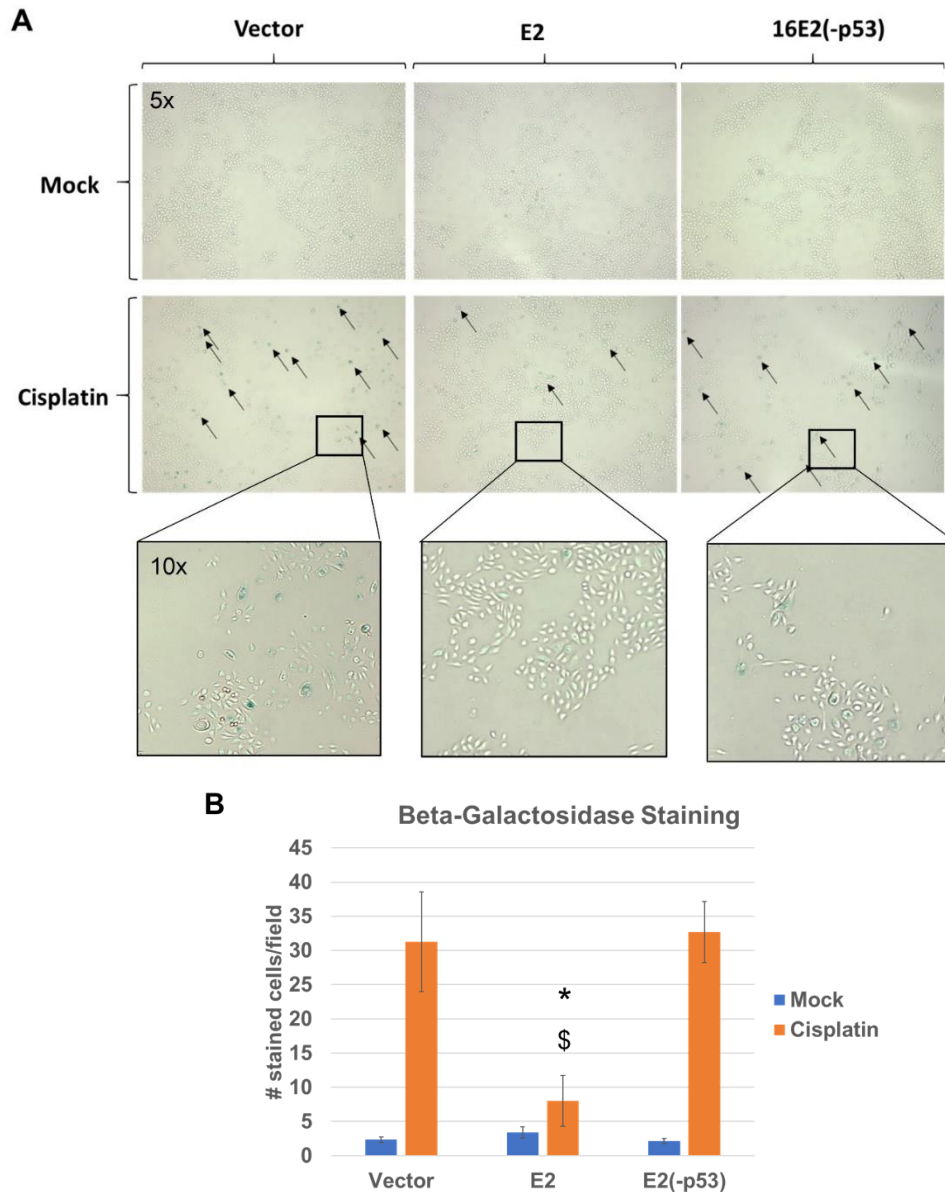 A
Vector
E2
16E2(-p53)
5x
Mock
Cisplatin
10x
B
Beta-Galactosidase Staining
# stained cells/field
45
40
35
30
25
20
15
10
5
0
*
$
Mock
Cisplatin
Vector
E2
E2(-p53)